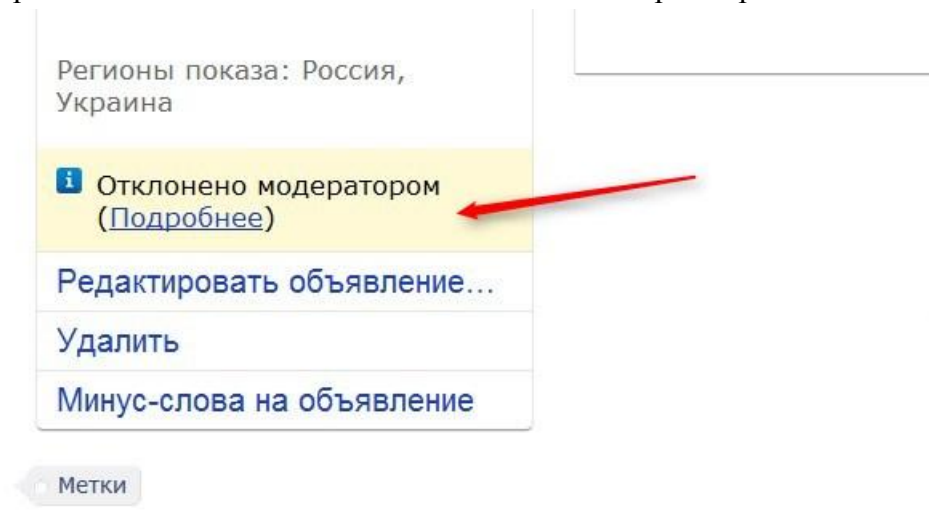 Регионы показа: Россия,
Украина
Отклонено модератором
(Подробнее)
Редактировать объявление...
Удалить
Минус-слова на объявление
Метки